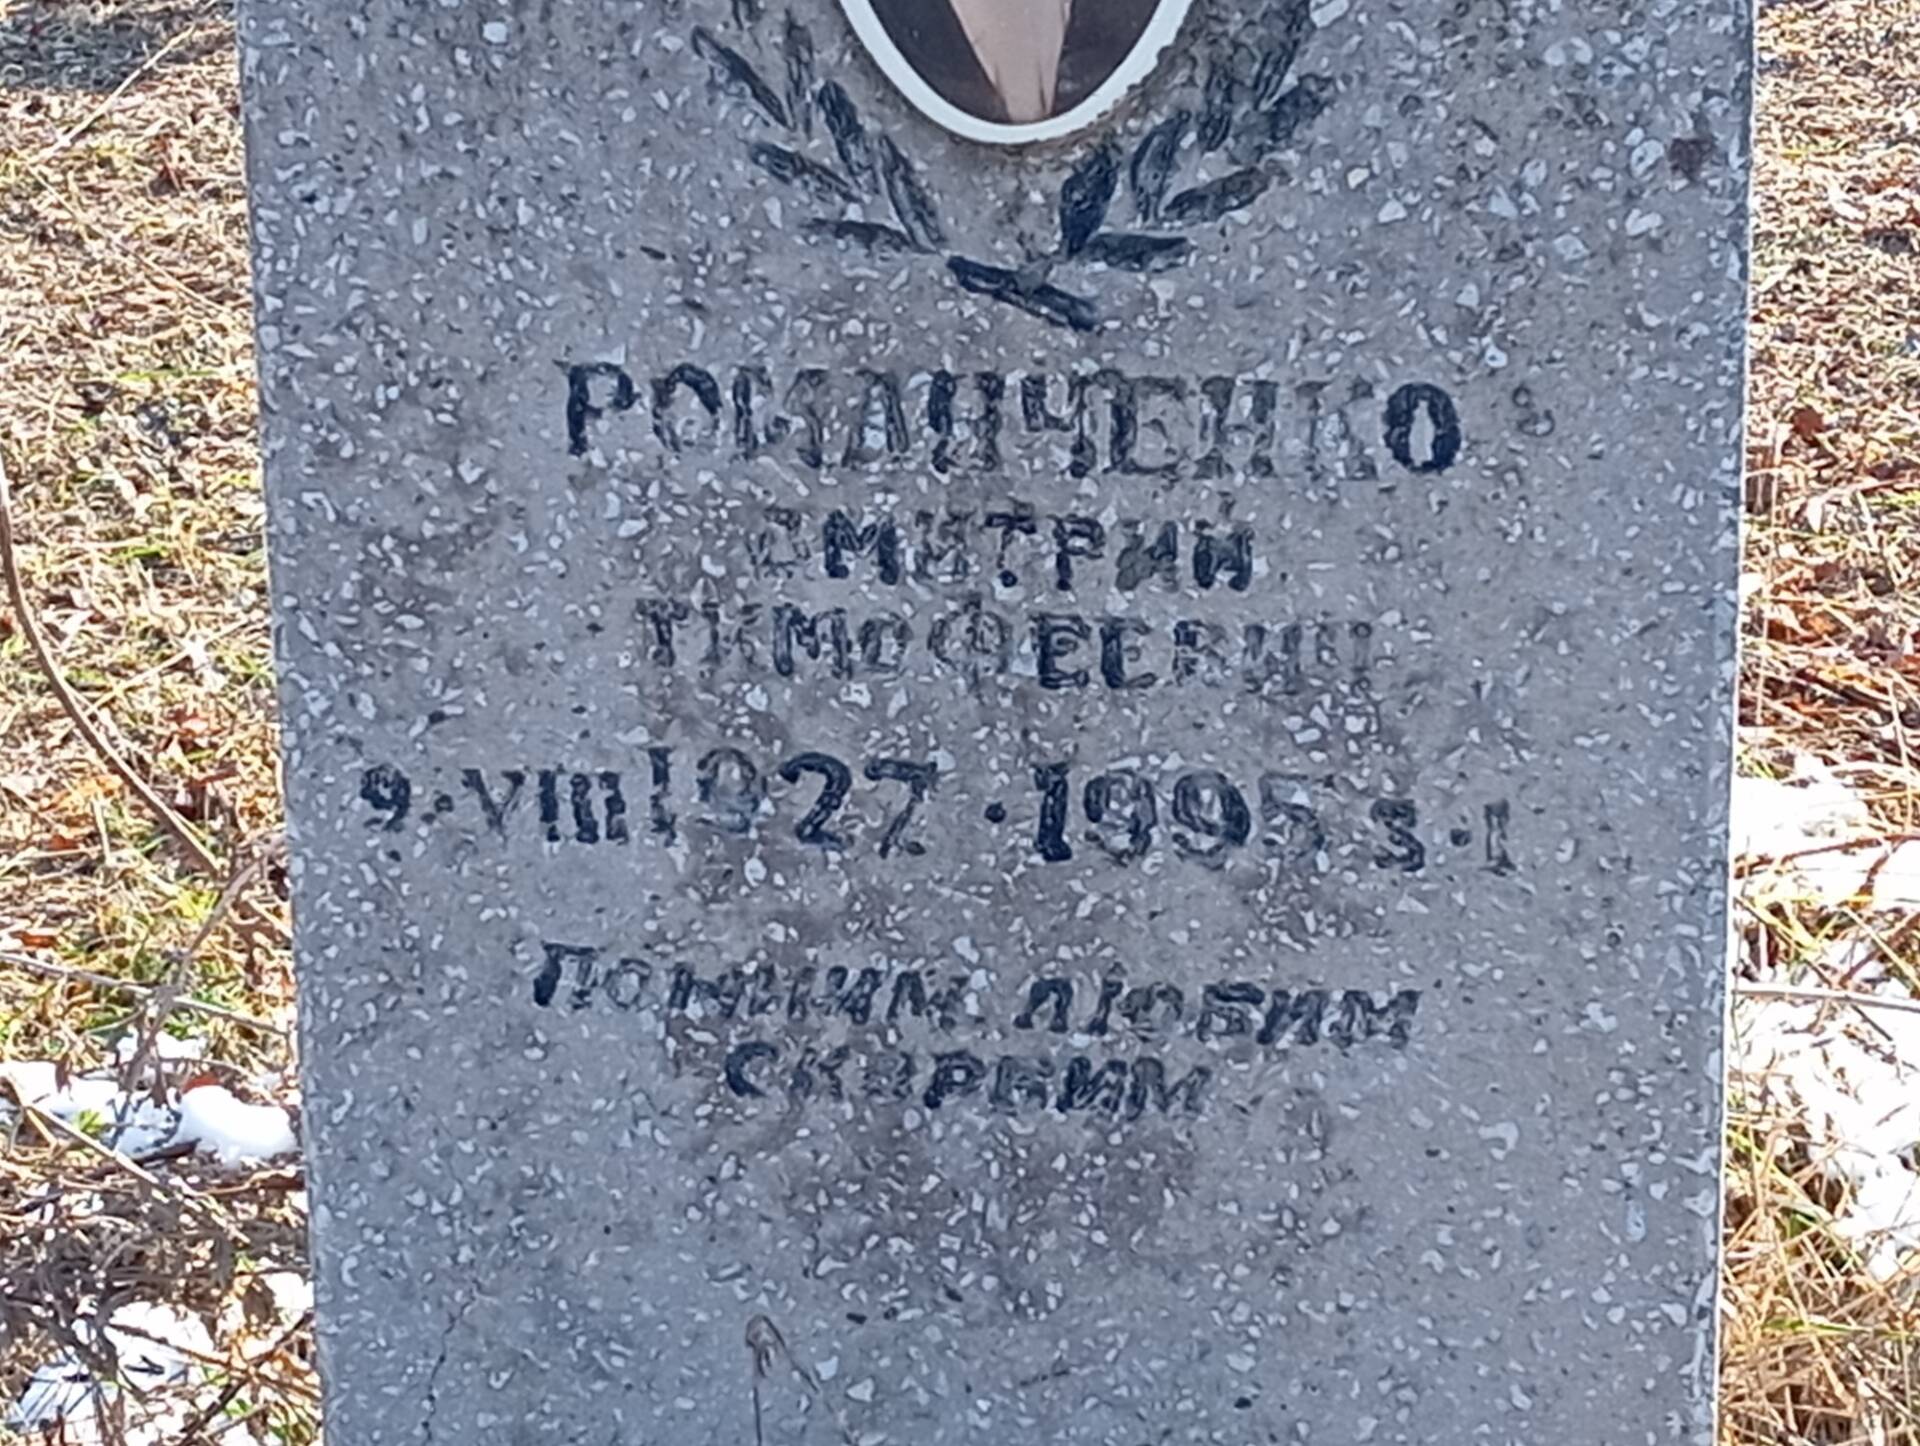 РОМАНЧЕНКО
ДМИТРИЙ
ТИМОФЕЕВИЧ
9·VIII 1927·1995 3·I
ПОМНИМ ЛЮБИМ
СКОРБИМ